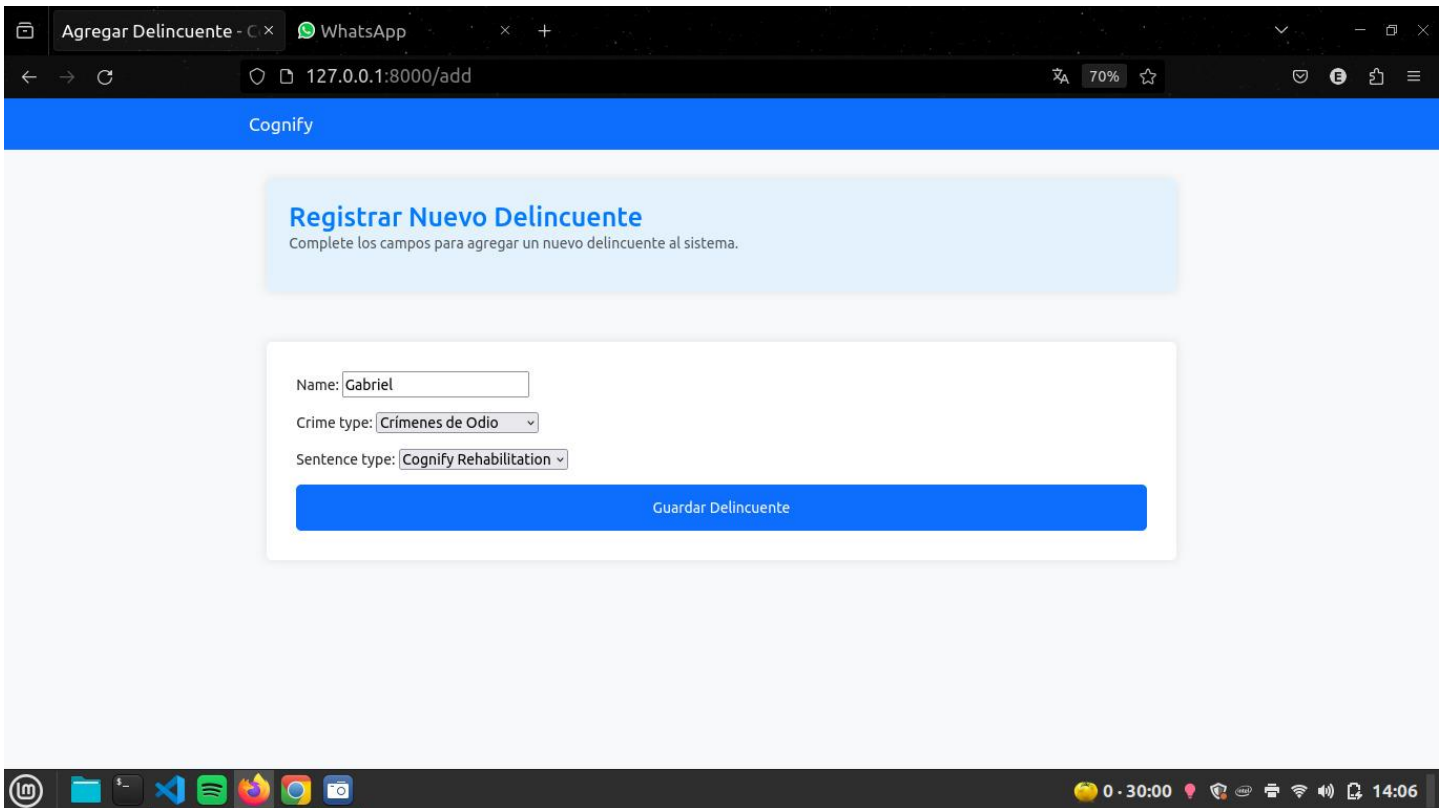 Agregar Delincuente - C
WhatsApp
127.0.0.1:8000/add
70%
E
Cognify
Registrar Nuevo Delincuente
Complete los campos para agregar un nuevo delincuente al sistema.
Name: Gabriel
Crime type: Crímenes de Odio
Sentence type: Cognify Rehabilitation
Guardar Delincuente
0 - 30:00
14:06